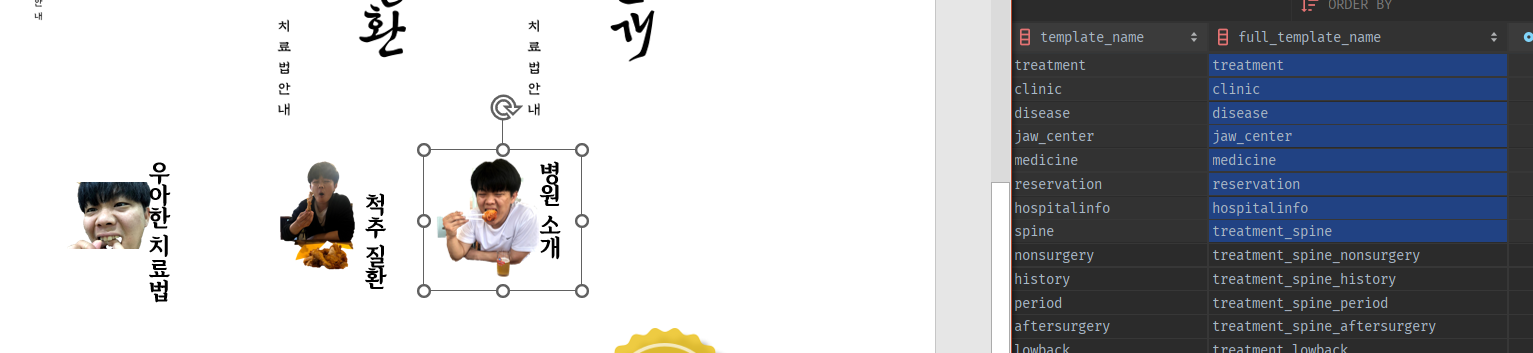 한
내
치
료
법
안
내
환
치
료
법
안
내
소
개
우아한 치료법
척추 질환
병원 소개
ORDER BY
template_name full_template_name
treatment treatment
clinic clinic
disease disease
jaw_center jaw_center
medicine medicine
reservation reservation
hospitalinfo hospitalinfo
spine treatment_spine
nonsurgery treatment_spine_nonsurgery
history treatment_spine_history
period treatment_spine_period
aftersurgery treatment_spine_aftersurgery
lowback treatment_lowback